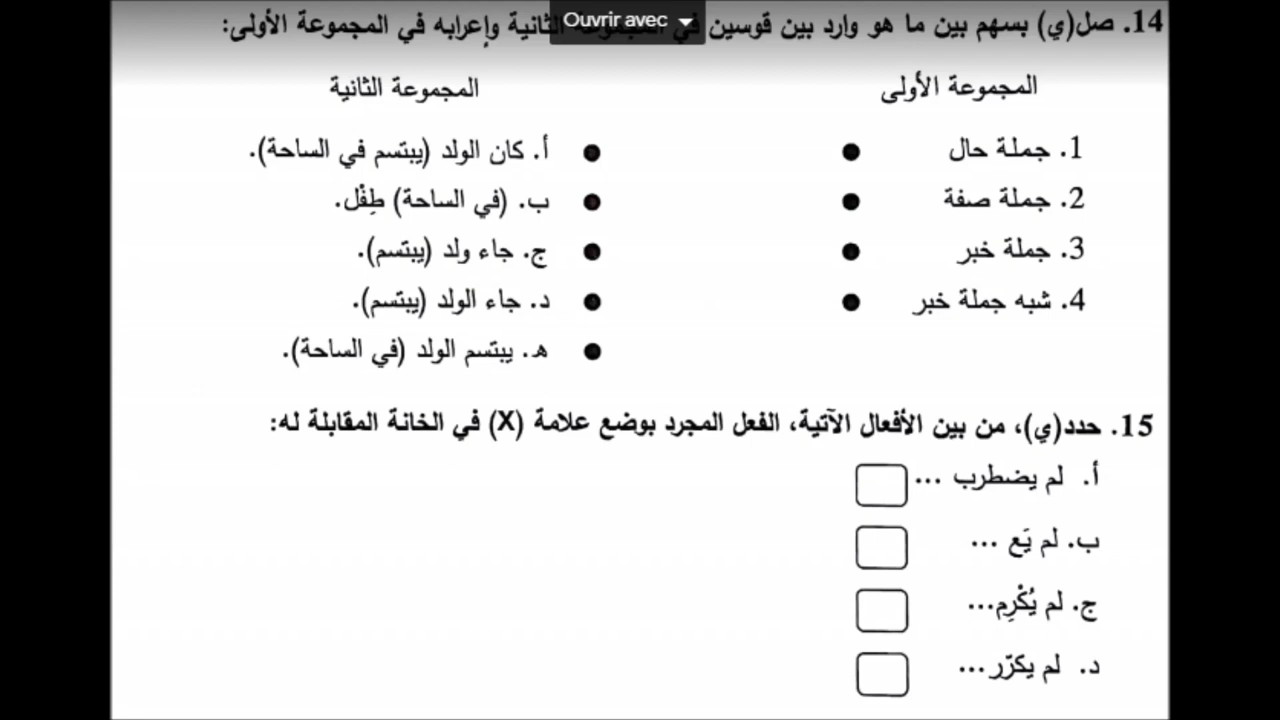 Ouvrir avec
14. صل(ي) بسهم بين ما هو وارد بين قوسين في المجموعة الثانية وإعرابه في المجموعة الأولى:
المجموعة الأولى
المجموعة الثانية
1. جملة حال
أ. كان الولد (يبتسم في الساحة).
2. جملة صفة
ب. (في الساحة) طِفْل.
3. جملة خبر
ج. جاء ولد (يبتسم).
4. شبه جملة خبر
د. جاء الولد (يبتسم).
هـ. يبتسم الولد (في الساحة).
15. حدد(ي)، من بين الأفعال الآتية، الفعل المجرد بوضع علامة (X) في الخانة المقابلة له:
أ. لم يضطرب ...
ب. لم يَع ...
ج. لم يُكْرِم...
د. لم يكرّر ...